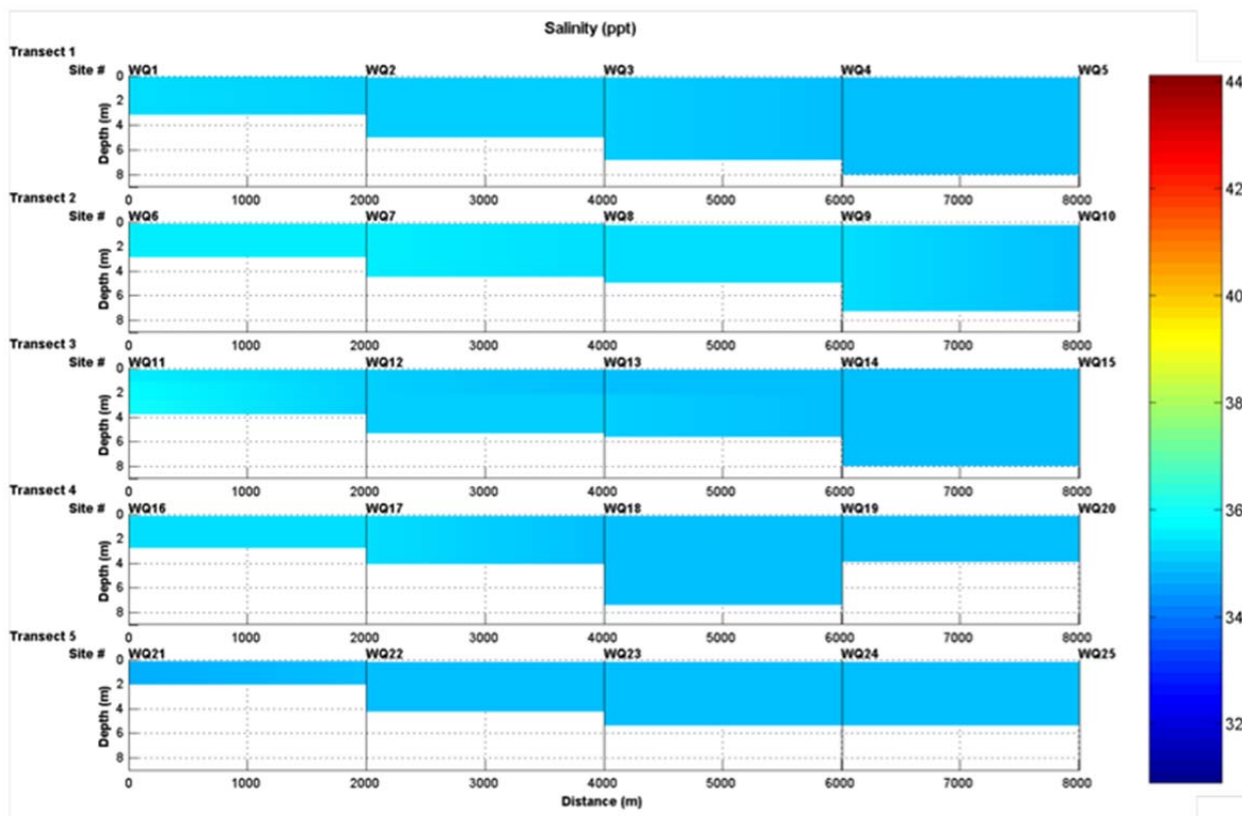 Salinity (ppt)
Transect 1
Site # WQ1 WQ2 WQ3 WQ4 WQ5
0
2
4
6
8
Depth (m)
0 1000 2000 3000 4000 5000 6000 7000 8000
Transect 2
Site # WQ6 WQ7 WQ8 WQ9 WQ10
0
2
4
6
8
Depth (m)
0 1000 2000 3000 4000 5000 6000 7000 8000
Transect 3
Site # WQ11 WQ12 WQ13 WQ14 WQ15
0
2
4
6
8
Depth (m)
0 1000 2000 3000 4000 5000 6000 7000 8000
Transect 4
Site # WQ16 WQ17 WQ18 WQ19 WQ20
0
2
4
6
8
Depth (m)
0 1000 2000 3000 4000 5000 6000 7000 8000
Transect 5
Site # WQ21 WQ22 WQ23 WQ24 WQ25
0
2
4
6
8
Depth (m)
0 1000 2000 3000 4000 5000 6000 7000 8000
Distance (m)
44
42
40
38
36
34
32